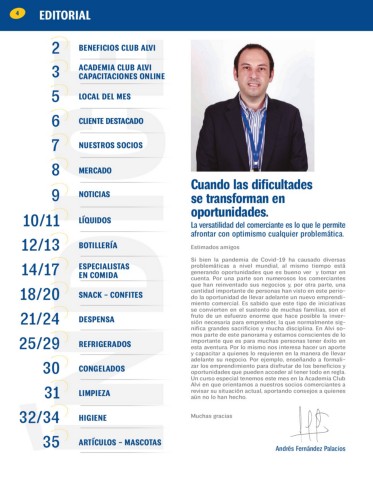 4
EDITORIAL
2 BENEFICIOS CLUB ALVI
3 ACADEMIA CLUB ALVI
CAPACITACIONES ONLINE
5 LOCAL DEL MES
6 CLIENTE DESTACADO
7 NUESTROS SOCIOS
8 MERCADO
9 NOTICIAS
10/11 LÍQUIDOS
12/13 BOTILLERÍA
14/17 ESPECIALISTAS
EN COMIDA
18/20 SNACK – CONFITES
21/24 DESPENSA
25/29 REFRIGERADOS
30 CONGELADOS
31 LIMPIEZA
32/34 HIGIENE
35 ARTÍCULOS – MASCOTAS
Cuando las dificultades
se transforman en
oportunidades.
La versatilidad del comerciante es lo que le permite
afrontar con optimismo cualquier problemática.
Estimados amigos
Si bien la pandemia de Covid-19 ha causado diversas
problemáticas a nivel mundial, al mismo tiempo está
generando oportunidades que es bueno ver y tomar en
cuenta. Por una parte son numerosos los comerciantes
que han reinventado sus negocios y, por otra parte, una
cantidad importante de personas han visto en este perio-
do la oportunidad de llevar adelante un nuevo emprendi-
miento comercial. Es sabido que este tipo de iniciativas
se convierten en el sustento de muchas familias, son el
fruto de un esfuerzo enorme que hace posible la inver-
sión necesaria para emprender, lo que normalmente sig-
nifica grandes sacrificios y mucha disciplina. En Alvi so-
mos parte de este panorama y estamos conscientes de lo
importante que es para muchas personas tener éxito en
esta aventura. Por lo mismo nos interesa hacer un aporte
y capacitar a quienes lo requieren en la manera de llevar
adelante su negocio. Por ejemplo, enseñando a formali-
zar los emprendimiento para disfrutar de los beneficios y
oportunidades que pueden acceder al tener todo en regla.
Un curso especial tenemos este mes en la Academia Club
Alvi en que orientamos a nuestros socios comerciantes a
revisar su situación actual, aportando consejos a quienes
aún no lo han hecho.
Muchas gracias
Andrés Fernández Palacios